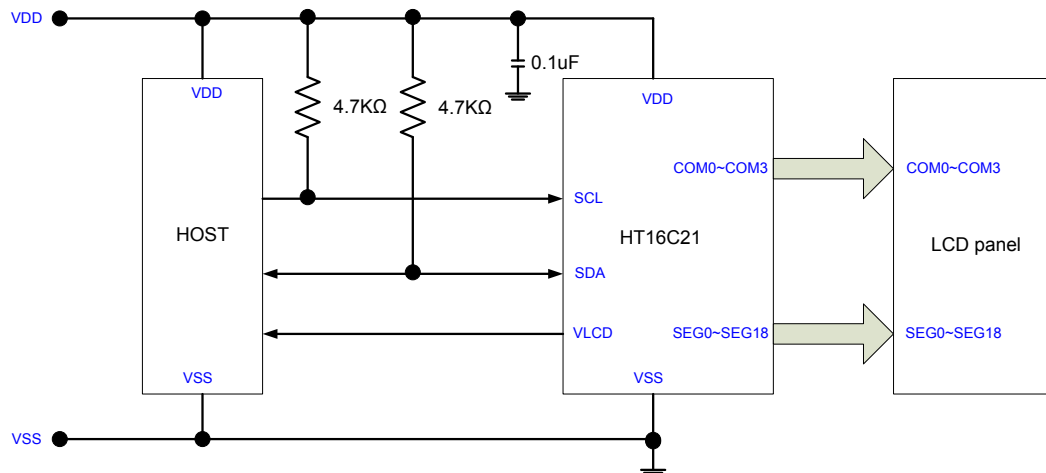 VDD
0.1uF
VDD
4.7KΩ
4.7KΩ
VDD
COM0~COM3
COM0~COM3
SCL
HOST
HT16C21
LCD panel
SDA
VLCD
SEG0~SEG18
SEG0~SEG18
VSS
VSS
VSS